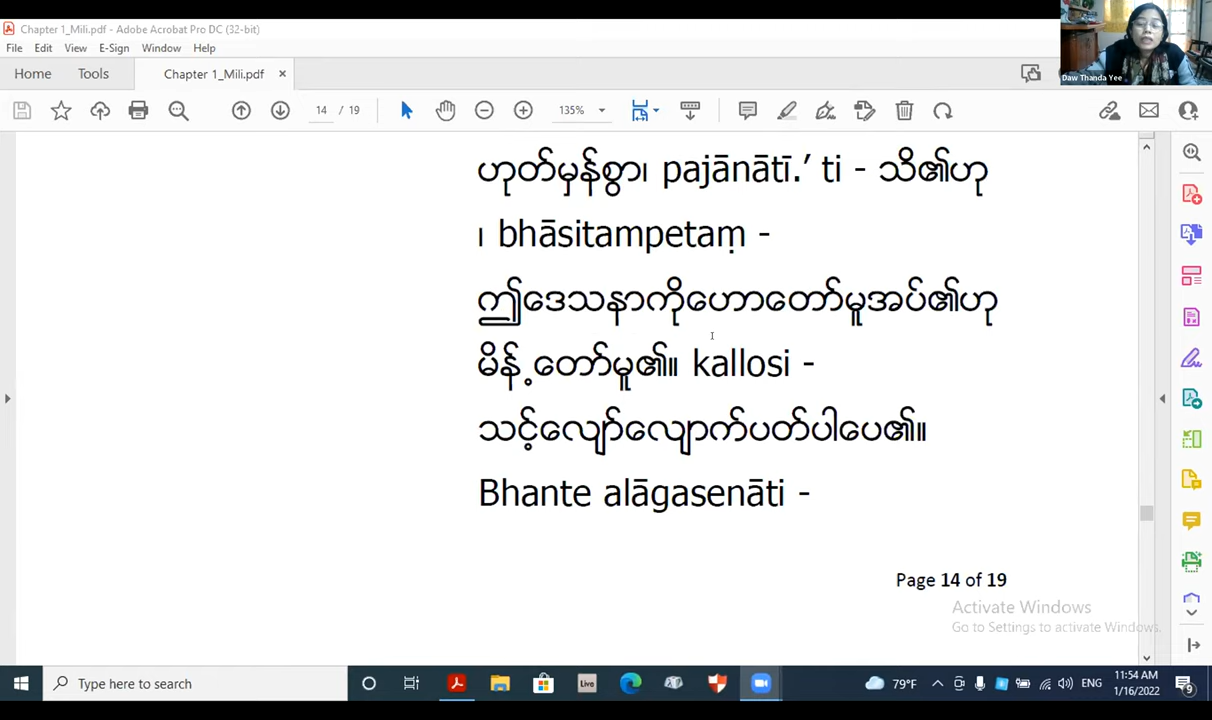 Chapter 1_Mili.pdf - Adobe Acrobat Pro DC (32-bit)
File Edit View E-Sign Window Help
Home Tools Chapter 1_Mili.pdf ×
14 / 19 135%
Daw Thanda Yee
ဟုတ်မှန်စွာ၊ pajānātī.’ ti - သိ၏ဟု
၊ bhāsitampetaṃ -
ဤဒေသနာကိုဟောတော်မူအပ်၏ဟု
မိန့်တော်မူ၏။ kallosi -
သင့်လျော်လျောက်ပတ်ပါပေ၏။
Bhante alāgasenāti -
Page 14 of 19
Activate Windows
Go to Settings to activate Windows.
Type here to search
Live
79°F
ENG
11:54 AM
1/16/2022
9